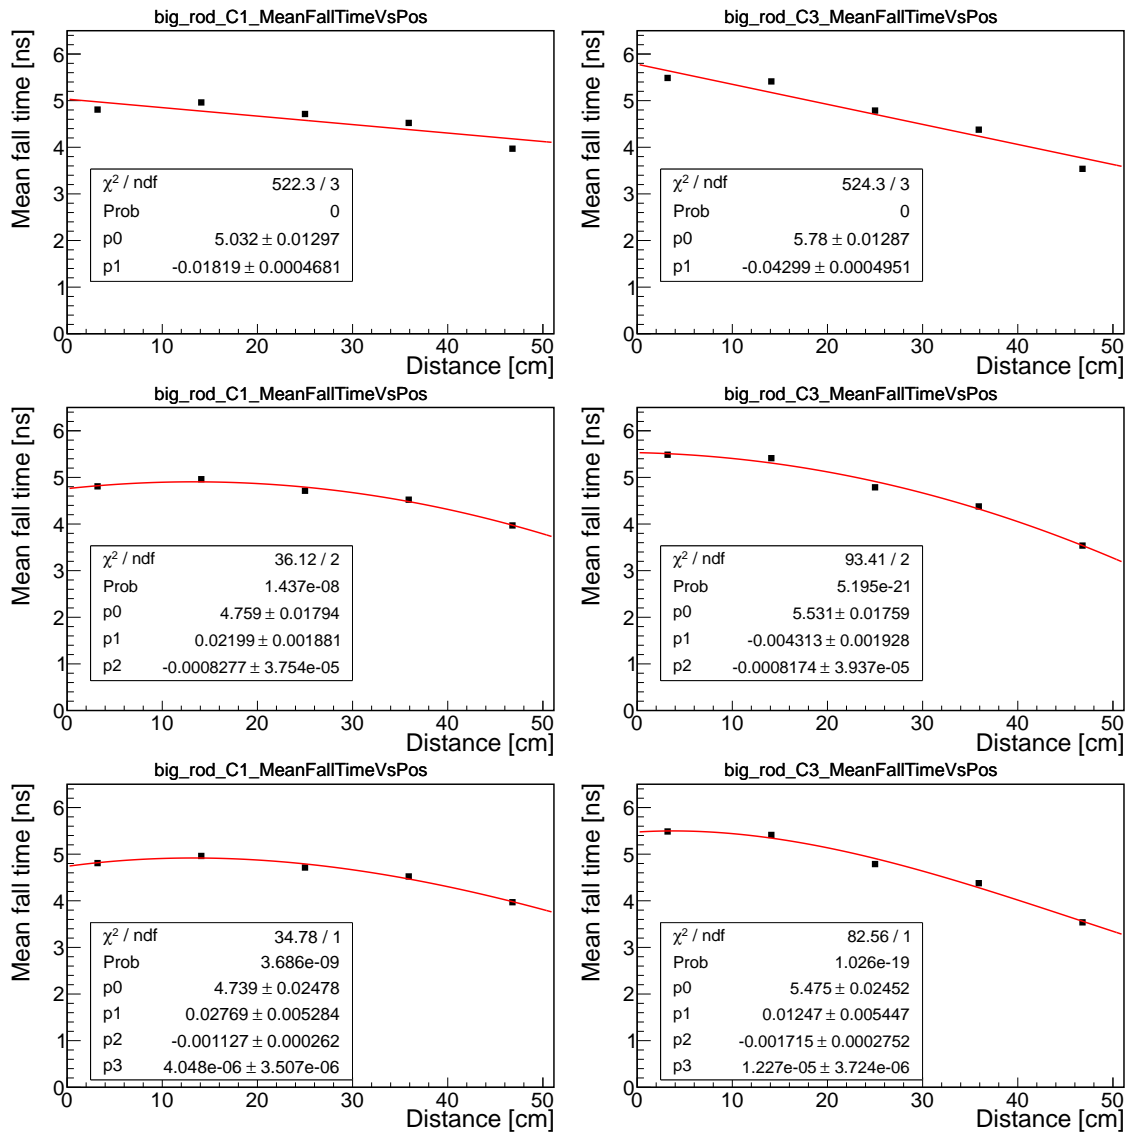 big_rod_C1_MeanFallTimeVsPos
Mean fall time [ns]
6
5
4
3
2
1
0
χ² / ndf 522.3 / 3
Prob 0
p0 5.032 ± 0.01297
p1 -0.01819 ± 0.0004681
0 10 20 30 40 50
Distance [cm]
big_rod_C3_MeanFallTimeVsPos
Mean fall time [ns]
6
5
4
3
2
1
0
χ² / ndf 524.3 / 3
Prob 0
p0 5.78 ± 0.01287
p1 -0.04299 ± 0.0004951
0 10 20 30 40 50
Distance [cm]
big_rod_C1_MeanFallTimeVsPos
Mean fall time [ns]
6
5
4
3
2
1
0
χ² / ndf 36.12 / 2
Prob 1.437e-08
p0 4.759 ± 0.01794
p1 0.02199 ± 0.001881
p2 -0.0008277 ± 3.754e-05
0 10 20 30 40 50
Distance [cm]
big_rod_C3_MeanFallTimeVsPos
Mean fall time [ns]
6
5
4
3
2
1
0
χ² / ndf 93.41 / 2
Prob 5.195e-21
p0 5.531 ± 0.01759
p1 -0.004313 ± 0.001928
p2 -0.0008174 ± 3.937e-05
0 10 20 30 40 50
Distance [cm]
big_rod_C1_MeanFallTimeVsPos
Mean fall time [ns]
6
5
4
3
2
1
0
χ² / ndf 34.78 / 1
Prob 3.686e-09
p0 4.739 ± 0.02478
p1 0.02769 ± 0.005284
p2 -0.001127 ± 0.000262
p3 4.048e-06 ± 3.507e-06
0 10 20 30 40 50
Distance [cm]
big_rod_C3_MeanFallTimeVsPos
Mean fall time [ns]
6
5
4
3
2
1
0
χ² / ndf 82.56 / 1
Prob 1.026e-19
p0 5.475 ± 0.02452
p1 0.01247 ± 0.005447
p2 -0.001715 ± 0.0002752
p3 1.227e-05 ± 3.724e-06
0 10 20 30 40 50
Distance [cm]